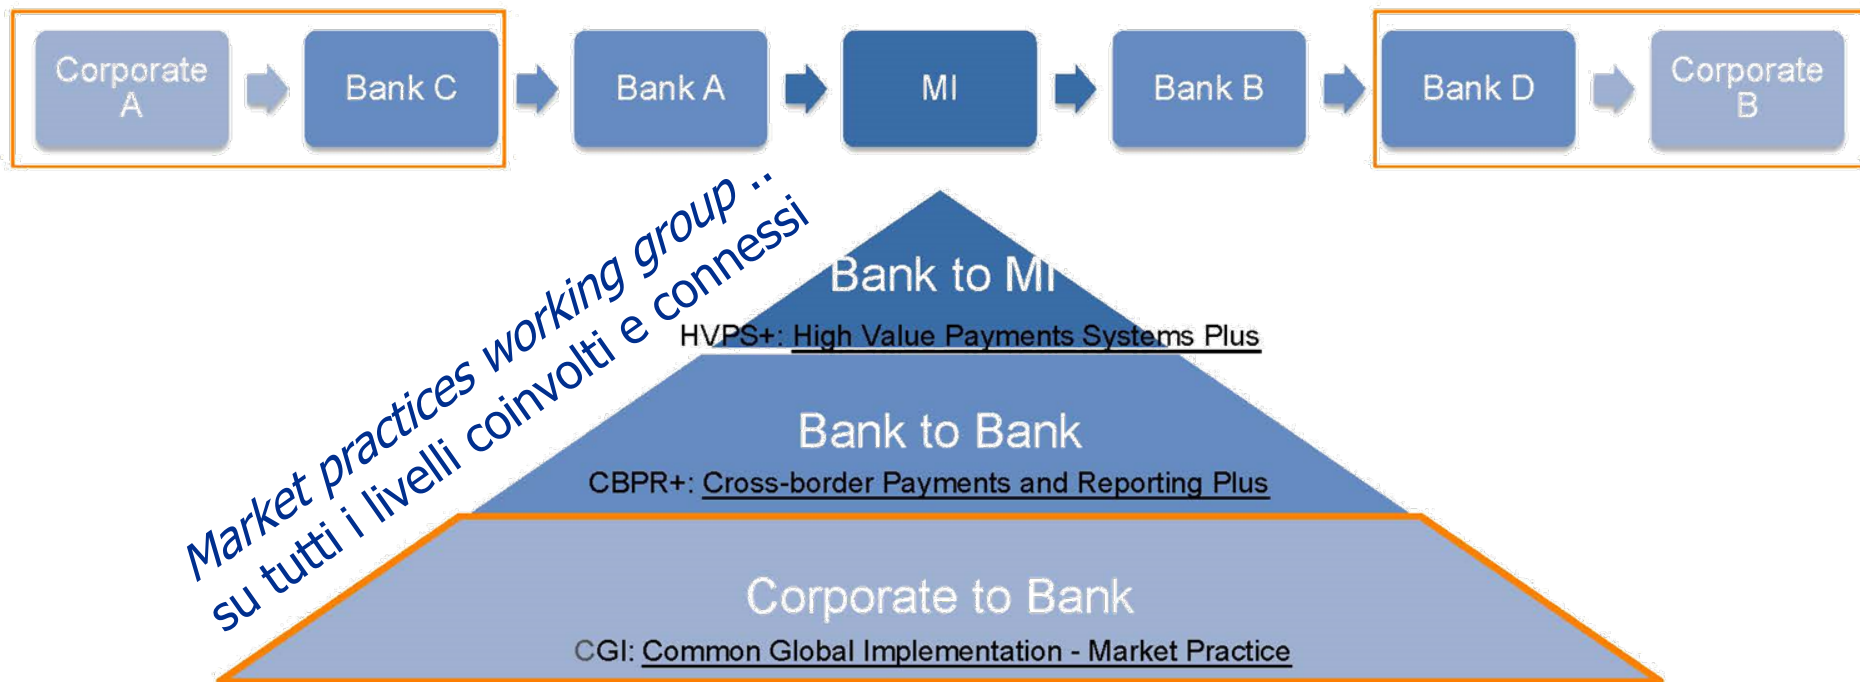 Corporate
A
Bank C
Bank A
MI
Bank B
Bank D
Corporate
B
Market practices working group ..
su tutti i livelli coinvolti e connessi
Bank to MI
HVPS+: High Value Payments Systems Plus
Bank to Bank
CBPR+: Cross-border Payments and Reporting Plus
Corporate to Bank
CGI: Common Global Implementation - Market Practice